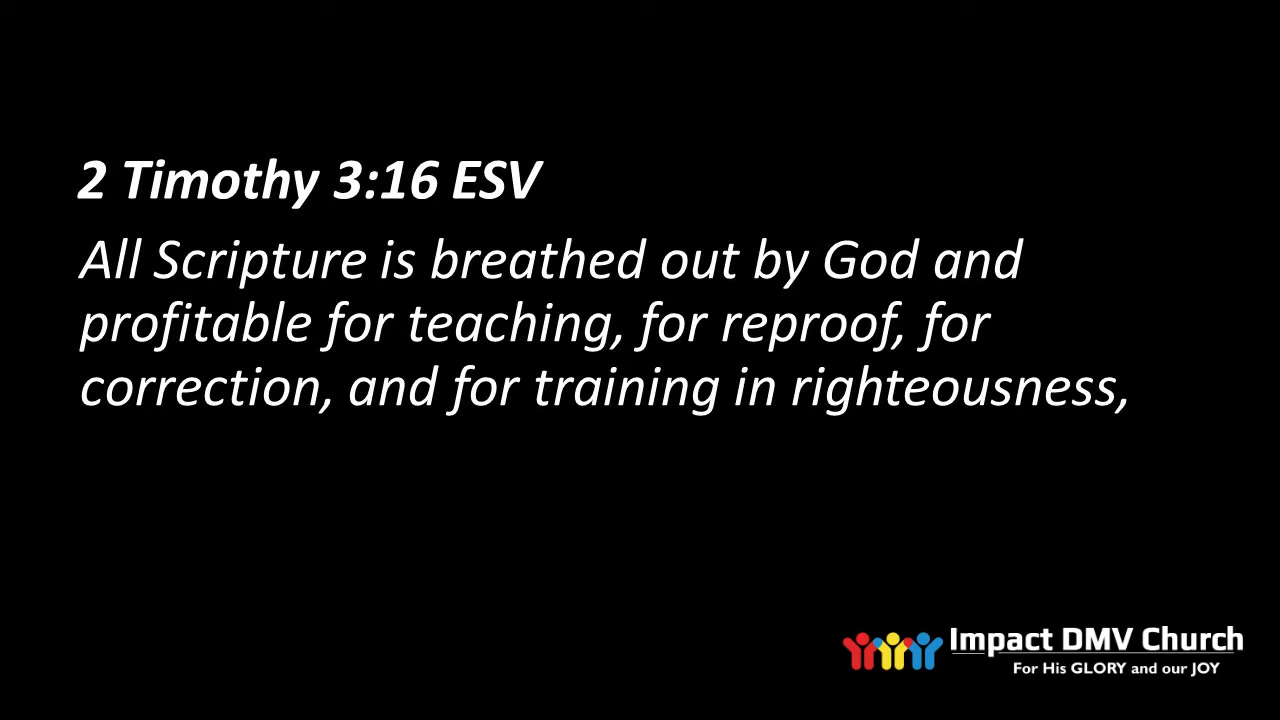 2 Timothy 3:16 ESV
All Scripture is breathed out by God and
profitable for teaching, for reproof, for
correction, and for training in righteousness,
Impact DMV Church
For His GLORY and our JOY